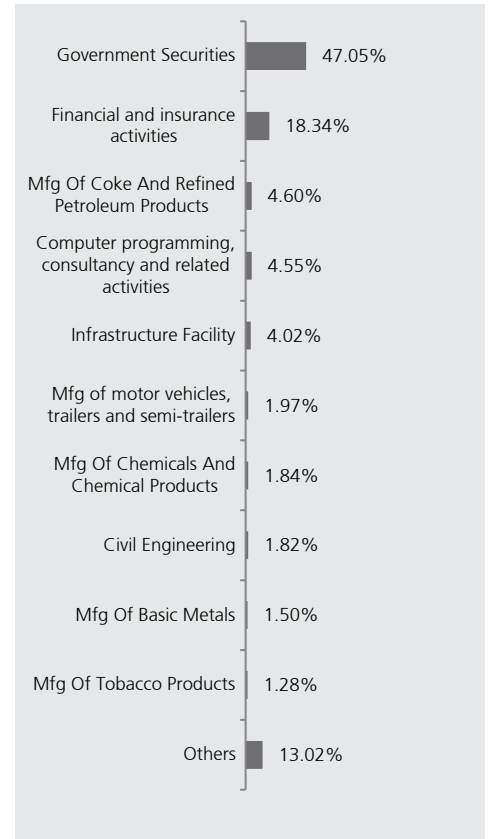 Government Securities 47.05%
Financial and insurance
activities
18.34%
Mfg Of Coke And Refined
Petroleum Products
4.60%
Computer programming,
consultancy and related
activities
4.55%
Infrastructure Facility 4.02%
Mfg of motor vehicles,
trailers and semi-trailers
1.97%
Mfg Of Chemicals And
Chemical Products
1.84%
Civil Engineering 1.82%
Mfg Of Basic Metals 1.50%
Mfg Of Tobacco Products 1.28%
Others 13.02%